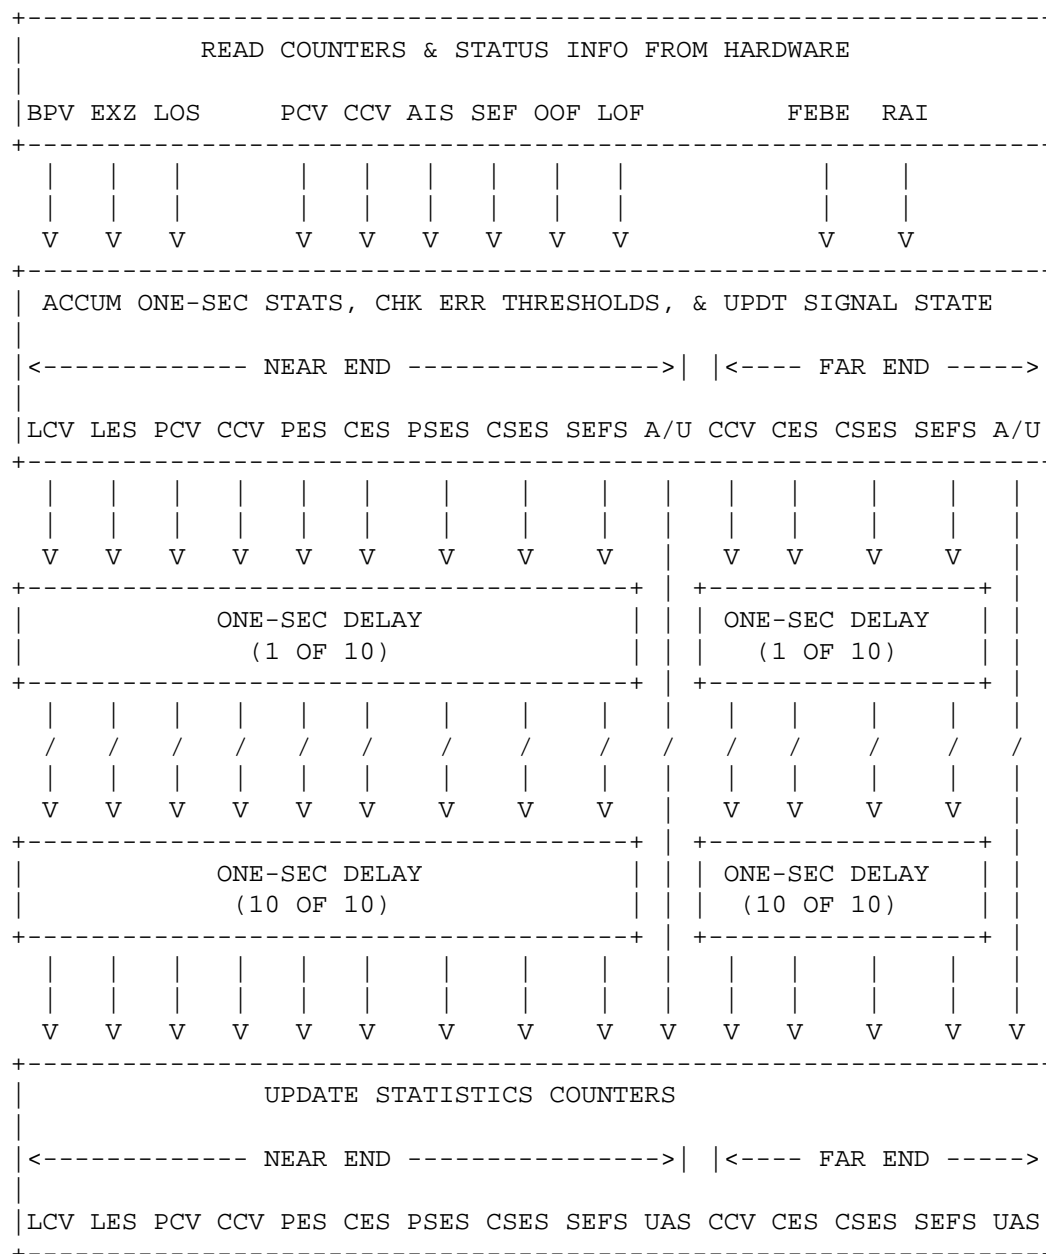 READ COUNTERS & STATUS INFO FROM HARDWARE
BPV EXZ LOS PCV CCV AIS SEF OOF LOF FEBE RAI
V V V V V V V V V V V
ACCUM ONE-SEC STATS, CHK ERR THRESHOLDS, & UPDT SIGNAL STATE
|<------------- NEAR END ---------------->| |<---- FAR END ----->
LCV LES PCV CCV PES CES PSES CSES SEFS A/U CCV CES CSES SEFS A/U
V V V V V V V V V V V V V
ONE-SEC DELAY ONE-SEC DELAY
(1 OF 10) (1 OF 10)
/ / / / / / / / / / / / / / /
V V V V V V V V V V V V V
ONE-SEC DELAY ONE-SEC DELAY
(10 OF 10) (10 OF 10)
V V V V V V V V V V V V V V V
UPDATE STATISTICS COUNTERS
|<------------- NEAR END ---------------->| |<---- FAR END ----->
LCV LES PCV CCV PES CES PSES CSES SEFS UAS CCV CES CSES SEFS UAS